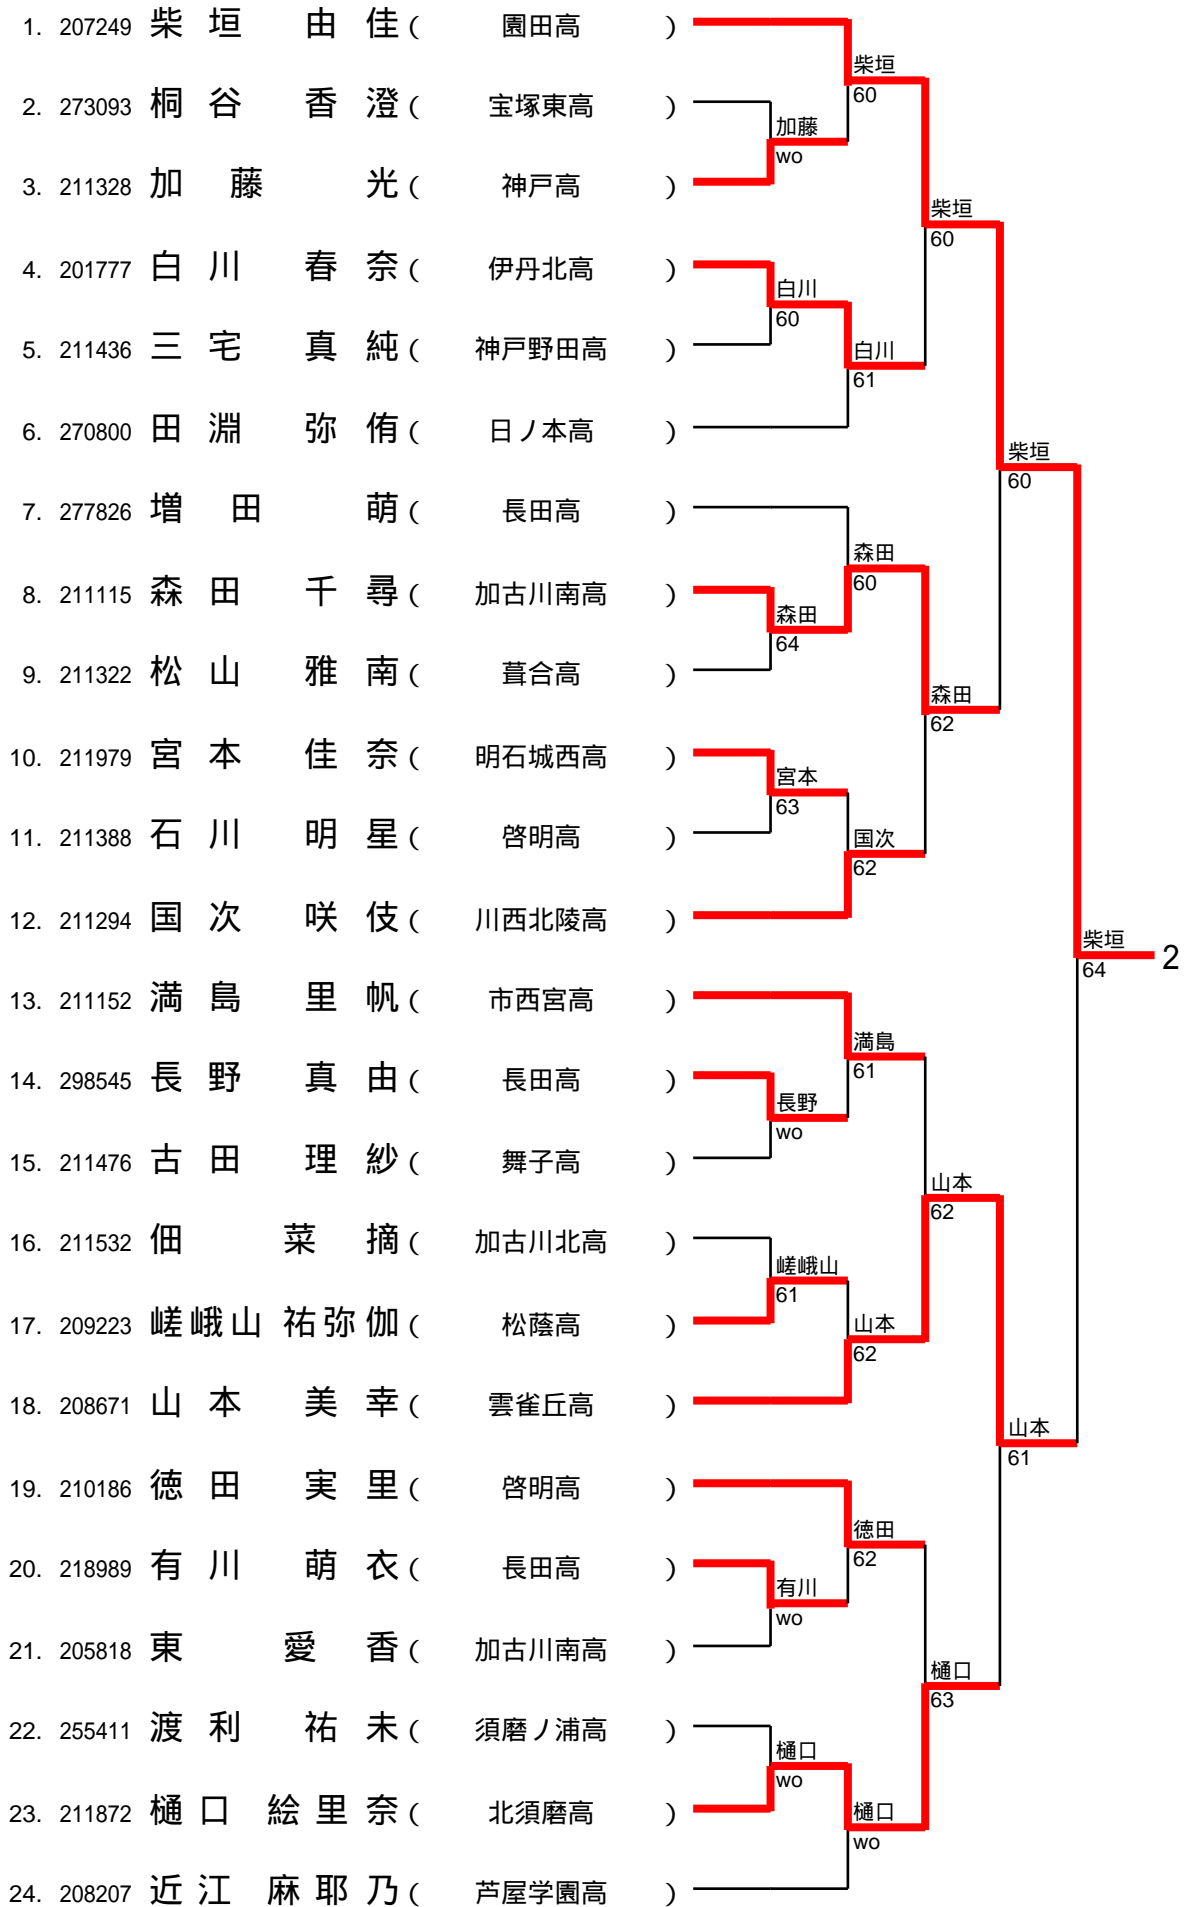 1. 207249 柴垣 由佳 ( 園田高 )
柴垣
60
2. 273093 桐谷 香澄 ( 宝塚東高 )
加藤
wo
3. 211328 加藤 光 ( 神戸高 )
柴垣
60
4. 201777 白川 春奈 ( 伊丹北高 )
白川
60
5. 211436 三宅 真純 ( 神戸野田高 )
白川
61
6. 270800 田淵 弥侑 ( 日ノ本高 )
柴垣
60
7. 277826 増田 萌 ( 長田高 )
森田
60
8. 211115 森田 千尋 ( 加古川南高 )
森田
64
9. 211322 松山 雅南 ( 葺合高 )
森田
62
10. 211979 宮本 佳奈 ( 明石城西高 )
宮本
63
11. 211388 石川 明星 ( 啓明高 )
国次
62
12. 211294 国次 咲伎 ( 川西北陵高 )
柴垣
64
2
13. 211152 満島 里帆 ( 市西宮高 )
満島
61
14. 298545 長野 真由 ( 長田高 )
長野
wo
15. 211476 古田 理紗 ( 舞子高 )
山本
62
16. 211532 佃 菜摘 ( 加古川北高 )
嵯峨山
61
17. 209223 嵯峨山 祐弥伽 ( 松蔭高 )
山本
62
18. 208671 山本 美幸 ( 雲雀丘高 )
山本
61
19. 210186 徳田 実里 ( 啓明高 )
徳田
62
20. 218989 有川 萌衣 ( 長田高 )
有川
wo
21. 205818 東 愛香 ( 加古川南高 )
樋口
63
22. 255411 渡利 祐未 ( 須磨ノ浦高 )
樋口
wo
23. 211872 樋口 絵里奈 ( 北須磨高 )
樋口
wo
24. 208207 近江 麻耶乃 ( 芦屋学園高 )